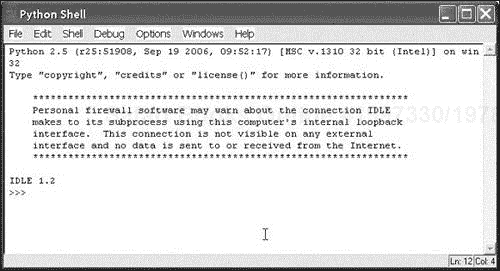 Python Shell
File Edit Shell Debug Options Windows Help
Python 2.5 (r25:51908, Sep 19 2006, 09:52:17) [MSC v.1310 32 bit (Intel)] on win
32
Type "copyright", "credits" or "license()" for more information.
****************************************************************
Personal firewall software may warn about the connection IDLE
makes to its subprocess using this computer's internal loopback
interface. This connection is not visible on any external
interface and no data is sent to or received from the Internet.
****************************************************************
7330/1978
IDLE 1.2
>>>
Ln: 12 Col: 4